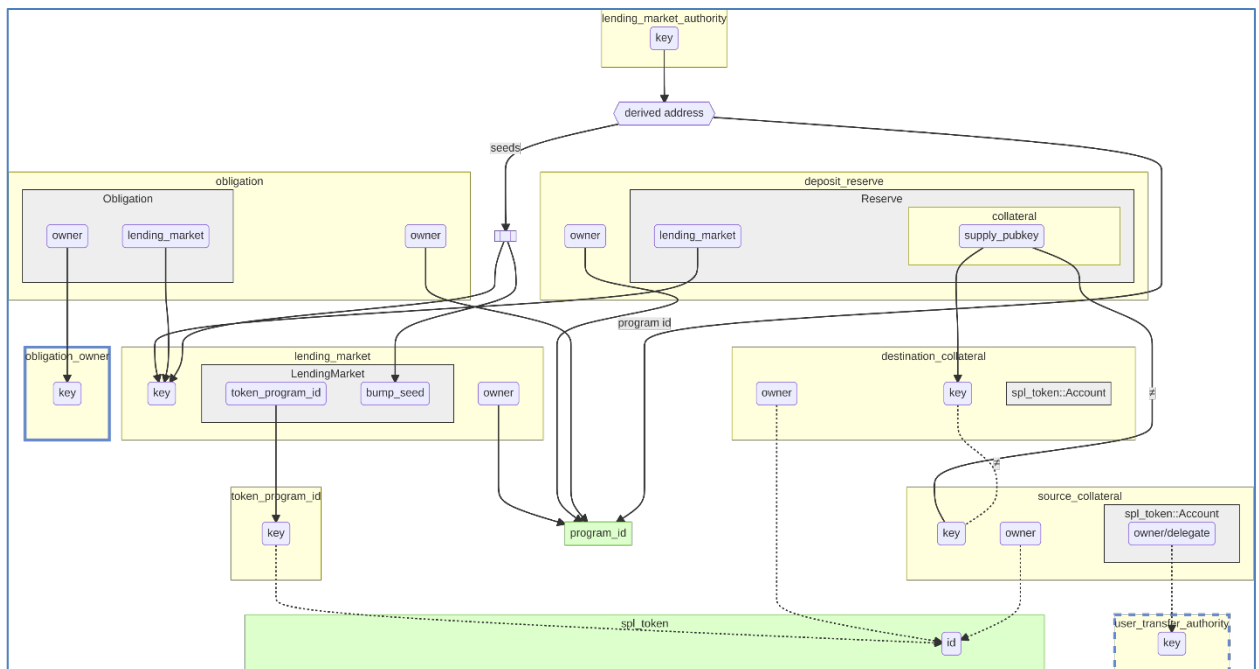 lending_market_authority
key
derived address
seeds
obligation
deposit_reserve
Obligation
Reserve
collateral
owner
lending_market
owner
owner
lending_market
supply_pubkey
program id
obligation_owner
lending_market
destination_collateral
LendingMarket
key
key
token_program_id
bump_seed
owner
owner
key
spl_token::Account
≠
≠
token_program_id
source_collateral
spl_token::Account
key
program_id
key
owner
owner/delegate
spl_token
user_transfer_authority
id
key